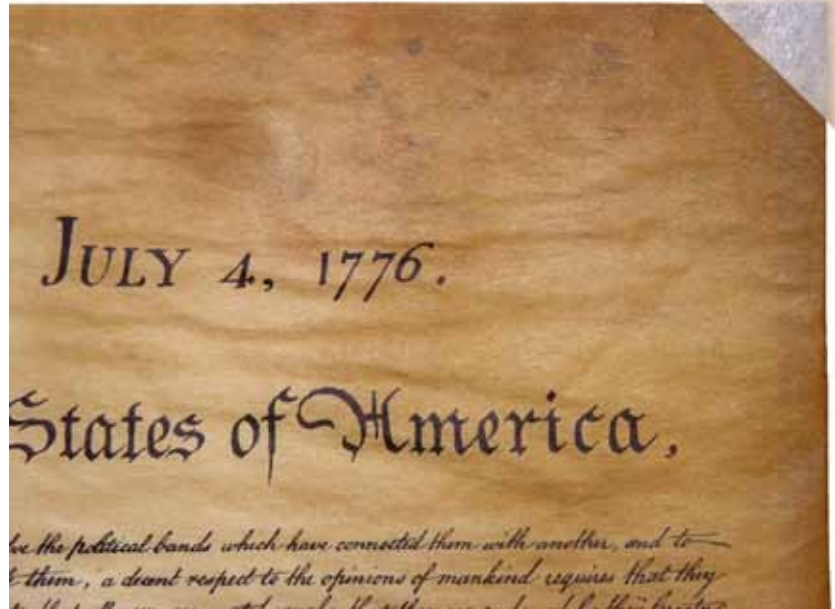 JULY 4, 1776.
States of America.
the political bands which have connected them with another, and to
them, a decent respect to the opinions of mankind requires that they